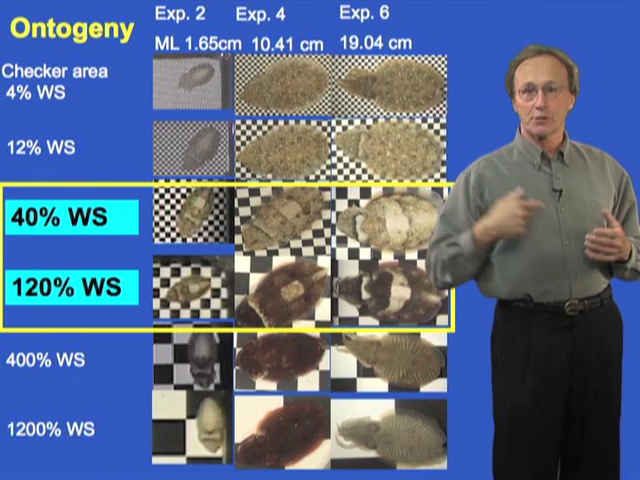 Ontogeny
Exp. 2 Exp. 4 Exp. 6
ML 1.65cm 10.41 cm 19.04 cm
Checker area
4% WS
12% WS
40% WS
120% WS
400% WS
1200% WS